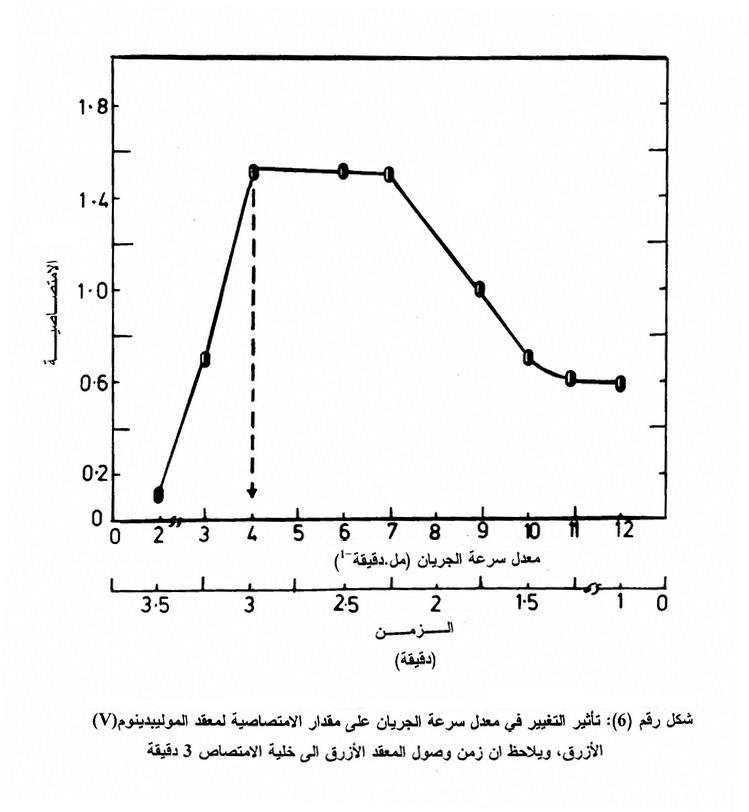 1.8
1.4
1.0
0.6
0.2
0
الامتصاصية
0 2 3 4 5 6 7 8 9 10 11 12
معدل سرعة الجريان (مل.دقيقة⁻¹)
3.5 3 2.5 2 1.5 1 0
الـزمـن
(دقيقة)
شكل رقم (6): تأثير التغيير في معدل سرعة الجريان على مقدار الامتصاصية لمعقد الموليبدينوم(V)
الأزرق، ويلاحظ ان زمن وصول المعقد الأزرق الى خلية الامتصاص 3 دقيقة